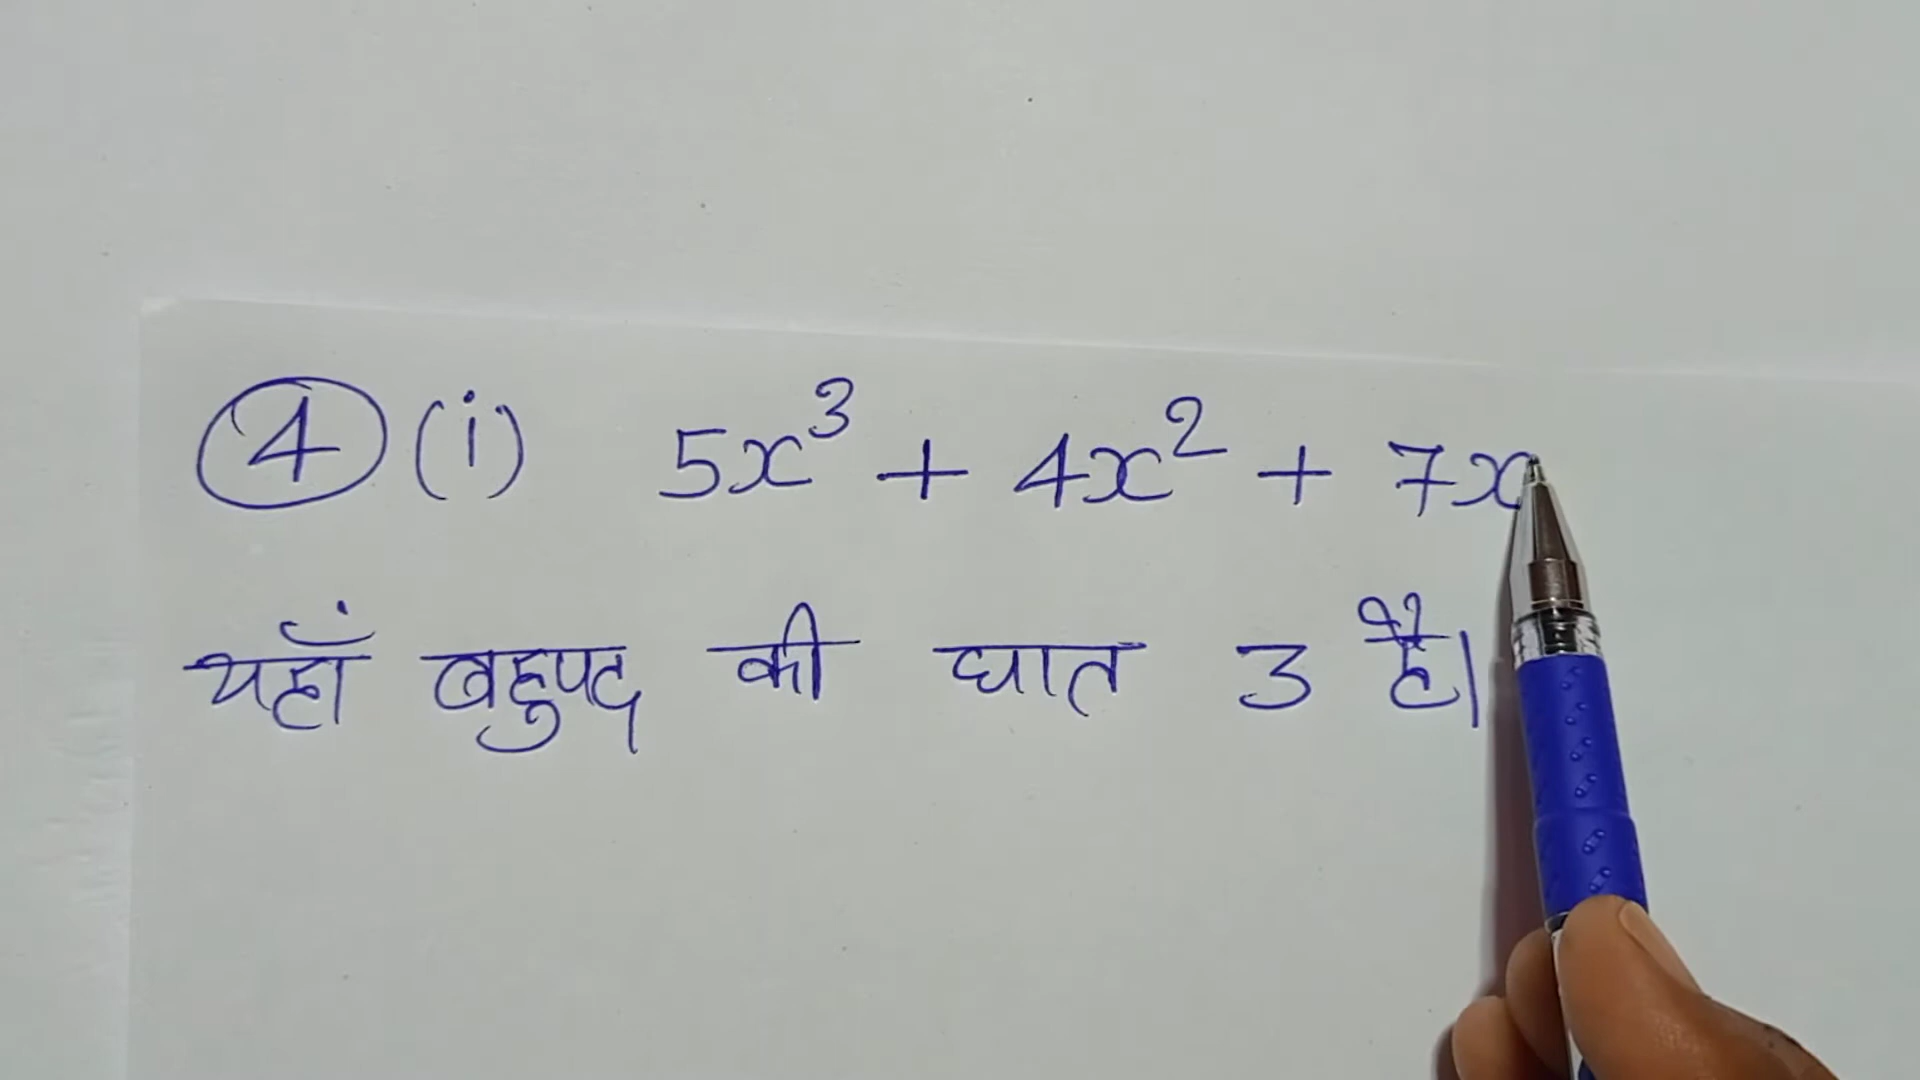 4 (i) 5x³ + 4x² + 7x
यहाँ बहुपद की घात 3 है।